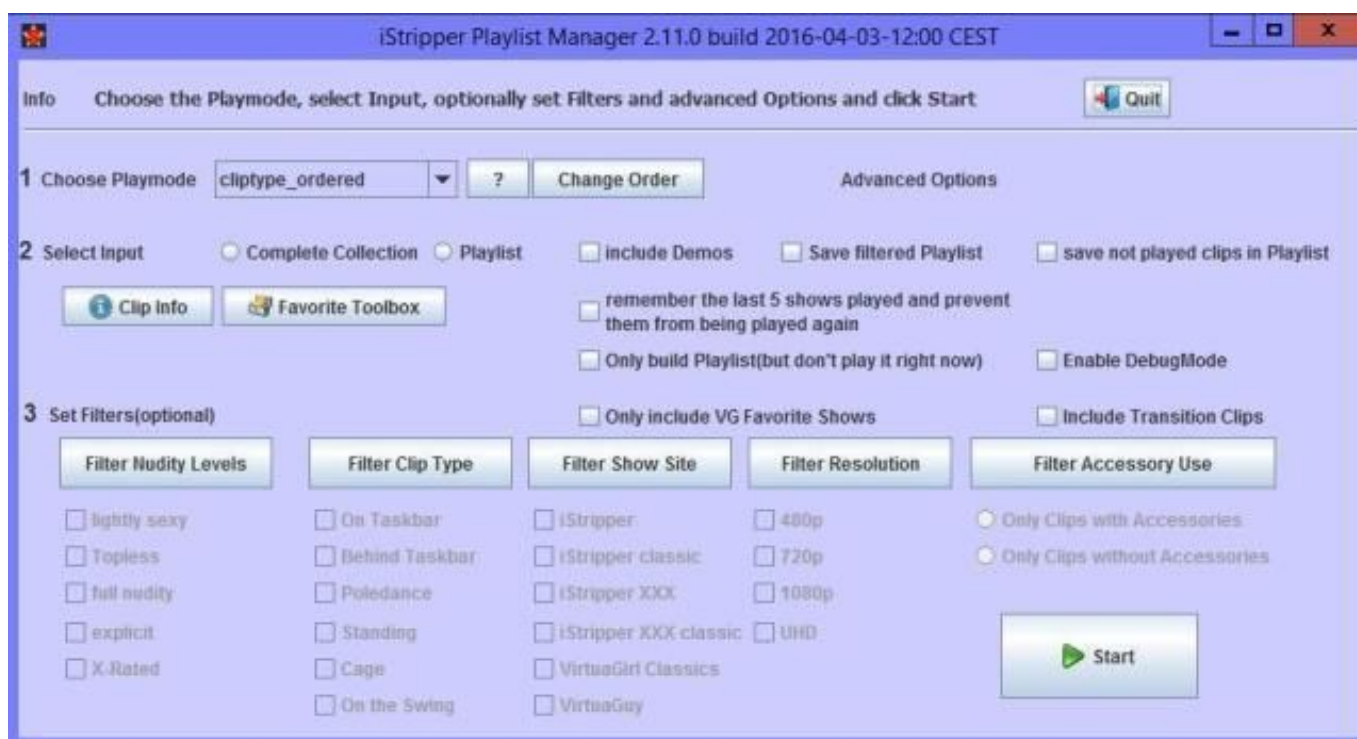 iStripper Playlist Manager 2.11.0 build 2016-04-03-12:00 CEST
Info Choose the Playmode, select Input, optionally set Filters and advanced Options and click Start Quit
1 Choose Playmode cliptype_ordered ? Change Order Advanced Options
2 Select Input Complete Collection Playlist include Demos Save filtered Playlist save not played clips in Playlist
Clip Info Favorite Toolbox remember the last 5 shows played and prevent
them from being played again
Only build Playlist(but don't play it right now) Enable DebugMode
3 Set Filters(optional) Only include VG Favorite Shows Include Transition Clips
Filter Nudity Levels Filter Clip Type Filter Show Site Filter Resolution Filter Accessory Use
lightly sexy On Taskbar iStripper 480p Only Clips with Accessories
Topless Behind Taskbar iStripper classic 720p Only Clips without Accessories
full nudity Poledance iStripper XXX 1080p
explicit Standing iStripper XXX classic UHD
X-Rated Cage VirtuaGirl Classics Start
On the Swing VirtuaGuy